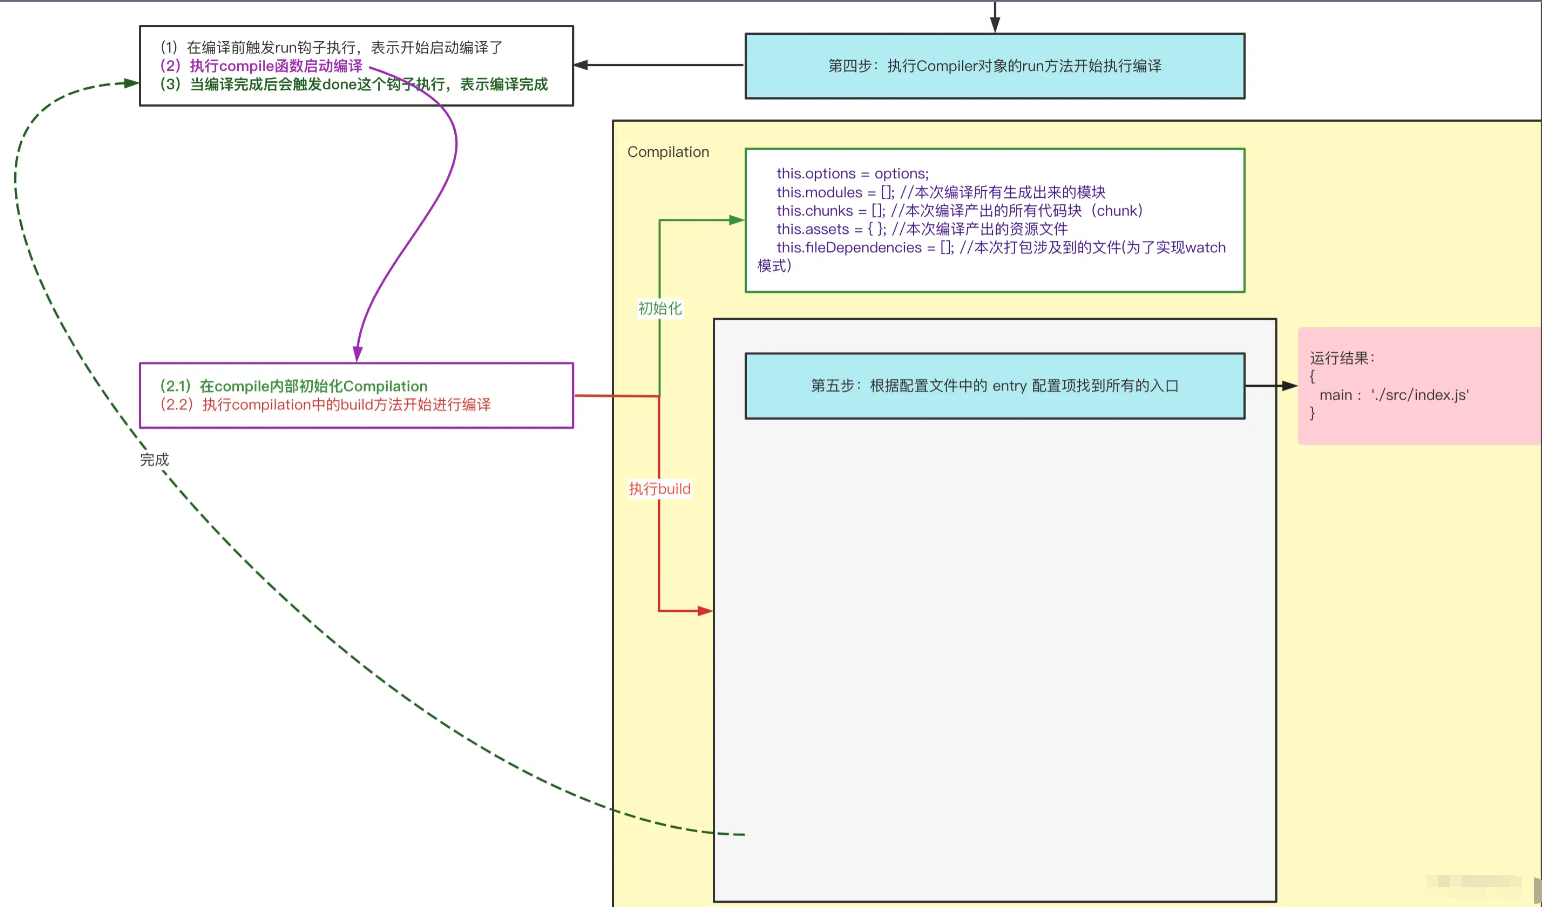 （1）在编译前触发run钩子执行，表示开始启动编译了
（2）执行compile函数启动编译
（3）当编译完成后会触发done这个钩子执行，表示编译完成
第四步：执行Compiler对象的run方法开始执行编译
Compilation
this.options = options;
this.modules = []; //本次编译所有生成出来的模块
this.chunks = []; //本次编译产出的所有代码块（chunk）
this.assets = { }; //本次编译产出的资源文件
this.fileDependencies = []; //本次打包涉及到的文件(为了实现watch
模式)
初始化
（2.1）在compile内部初始化Compilation
（2.2）执行compilation中的build方法开始进行编译
第五步：根据配置文件中的 entry 配置项找到所有的入口
运行结果：
{
main： './src/index.js'
}
完成
执行build